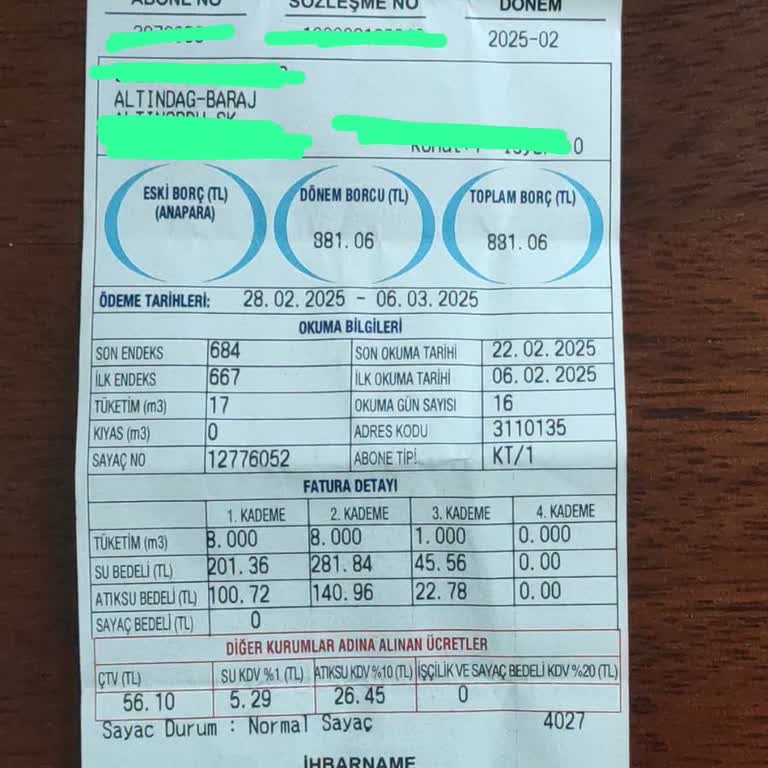 ABONE NO SÖZLEŞME NO DÖNEM
2025-02
ALTINDAG-BARAJ
0
ESKİ BORÇ (TL) DÖNEM BORCU (TL) TOPLAM BORÇ (TL)
(ANAPARA)
881.06 881.06
ÖDEME TARİHLERİ: 28.02.2025 - 06.03.2025
OKUMA BİLGİLERİ
SON ENDEKS 684 SON OKUMA TARİHİ 22.02.2025
İLK ENDEKS 667 İLK OKUMA TARİHİ 06.02.2025
TÜKETİM (m3) 17 OKUMA GÜN SAYISI 16
KIYAS (m3) 0 ADRES KODU 3110135
SAYAÇ NO 12776052 ABONE TİPİ KT/1
FATURA DETAYI
1. KADEME 2. KADEME 3. KADEME 4. KADEME
TÜKETİM (m3) 8.000 8.000 1.000 0.000
SU BEDELİ (TL) 201.36 281.84 45.56 0.00
ATIKSU BEDELİ (TL) 100.72 140.96 22.78 0.00
SAYAÇ BEDELİ (TL) 0
DİĞER KURUMLAR ADINA ALINAN ÜCRETLER
ÇTV (TL) SU KDV %1 (TL) ATIKSU KDV %10 (TL) İŞÇİLİK VE SAYAÇ BEDELİ KDV %20(TL)
56.10 5.29 26.45 0
Sayac Durum : Normal Sayaç 4027
İHBARNAME